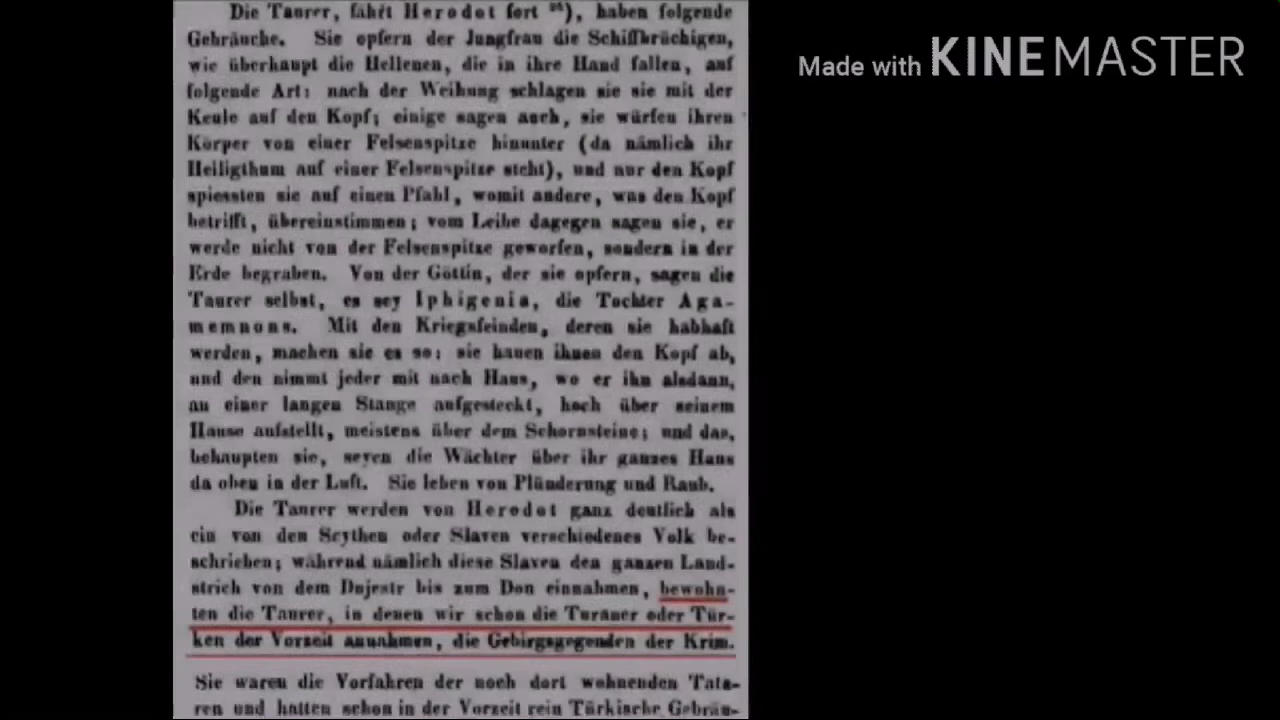 Die Taurer, fährt Herodot fort ²⁶), haben folgende
Gebräuche. Sie opfern der Jungfrau die Schiffbrüchigen,
wie überhaupt die Hellenen, die in ihre Hand fallen, auf
folgende Art: nach der Weihung schlagen sie sie mit der
Keule auf den Kopf; einige sagen auch, sie würfen ihren
Körper von einer Felsenspitze hinunter (da nämlich ihr
Heiligthum auf einer Felsenspitze steht), und nur den Kopf
spiessten sie auf einen Pfahl, womit andere, was den Kopf
betrifft, übereinstimmen; vom Leibe dagegen sagen sie, er
werde nicht von der Felsenspitze geworfen, sondern in der
Erde begraben. Von der Göttin, der sie opfern, sagen die
Taurer selbst, es sey Iphigenia, die Tochter Aga-
memnons. Mit den Kriegsfeinden, deren sie habhaft
werden, machen sie es so: sie hauen ihnen den Kopf ab,
und den nimmt jeder mit nach Haus, wo er ihn alsdann,
an einer langen Stange aufgesteckt, hoch über seinem
Hause aufstellt, meistens über dem Schornsteine; und das,
behaupten sie, seyen die Wächter über ihr ganzes Haus
da oben in der Luft. Sie leben von Plünderung und Raub.
Die Taurer werden von Herodot ganz deutlich als
ein von den Scythen oder Slaven verschiedenes Volk be-
schrieben; während nämlich diese Slaven den ganzen Land-
strich von dem Dnjestr bis zum Don einnahmen, bewohn-
ten die Taurer, in denen wir schon die Turaner oder Tür-
ken der Vorzeit annahmen, die Gebirgsgegenden der Krim.
Sie waren die Vorfahren der noch dort wohnenden Tata-
ren und hatten schon in der Vorzeit rein Türkische Gebräu-
Made with KINEMASTER